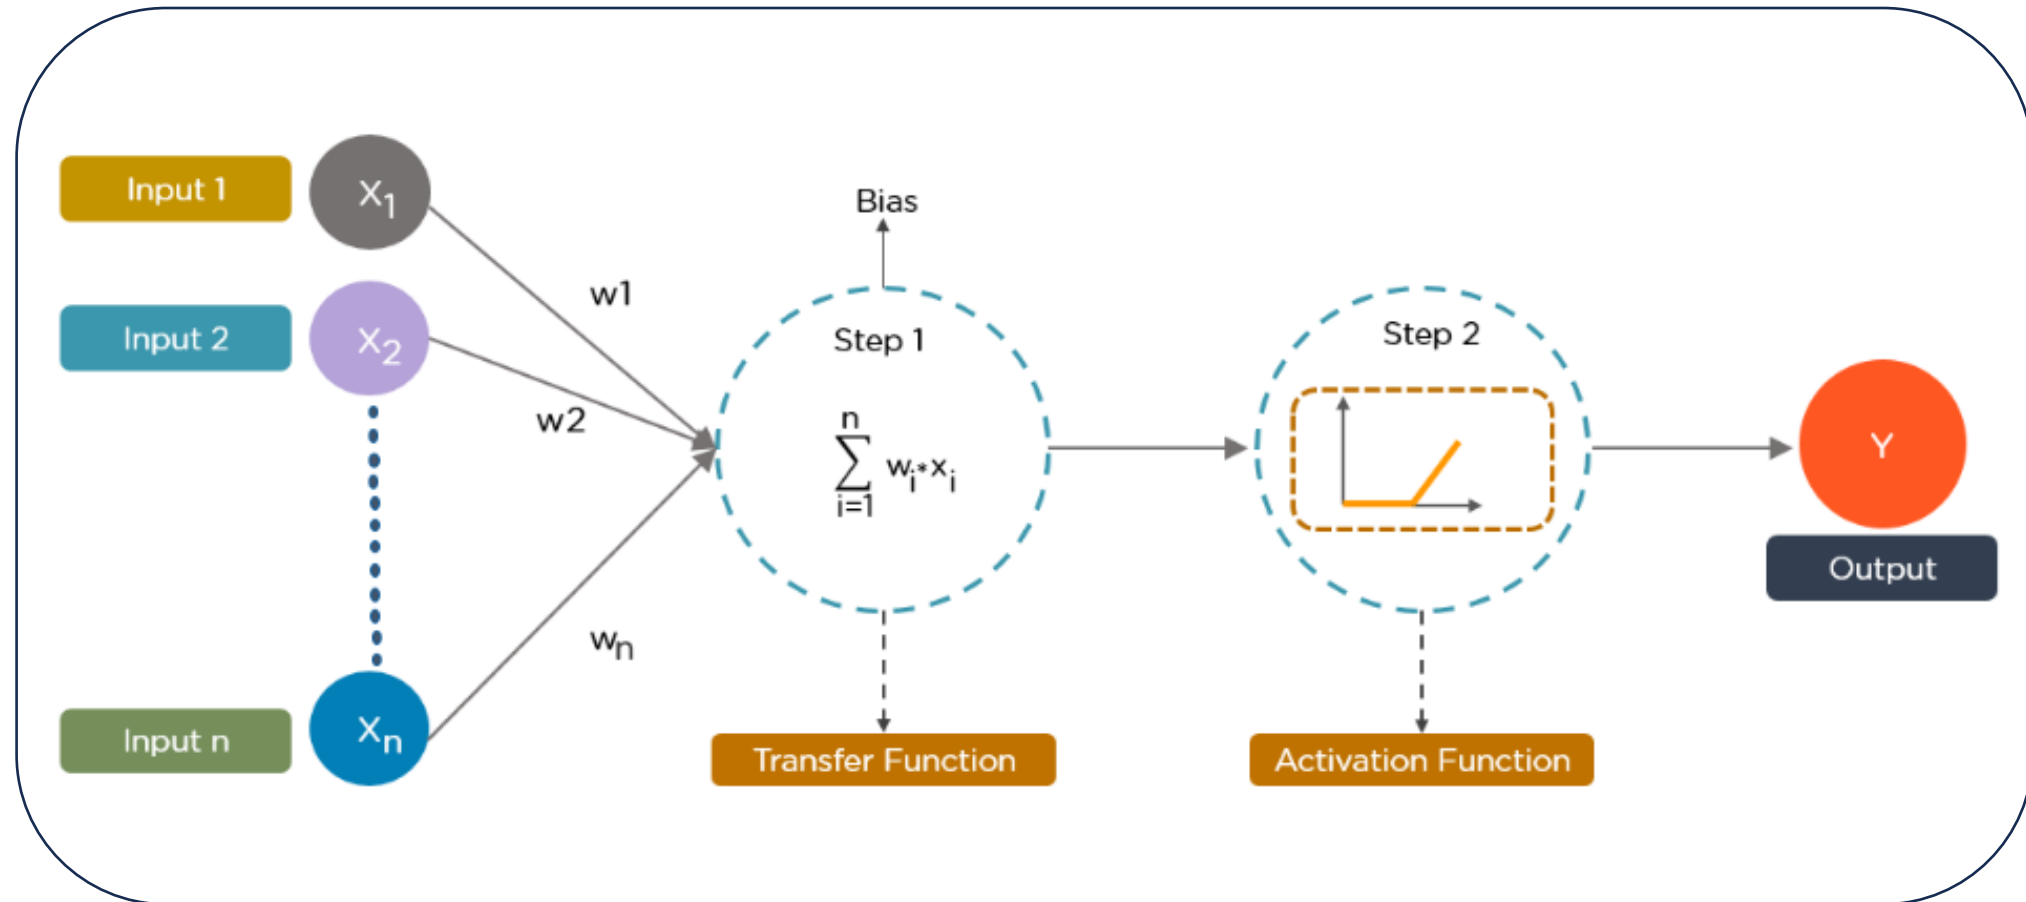 Input 1
X1
w1
Input 2
X2
w2
Input n
Xn
wn
Bias
Step 1
n
∑ wi*xi
i=1
Transfer Function
Step 2
Activation Function
Y
Output